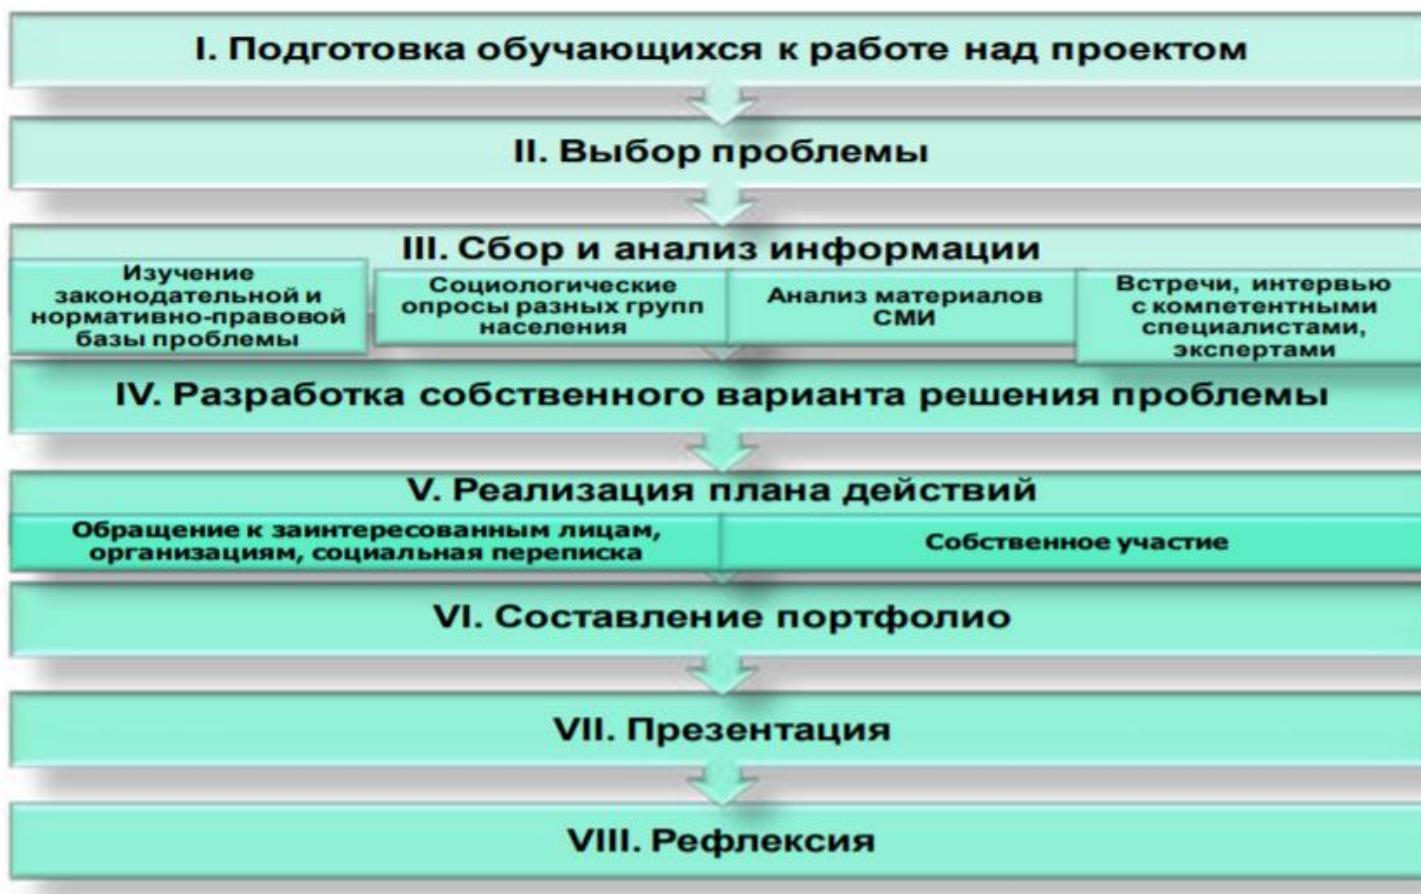 I. Подготовка обучающихся к работе над проектом
II. Выбор проблемы
III. Сбор и анализ информации
Изучение
законодательной и
нормативно-правовой
базы проблемы
Социологические
опросы разных групп
населения
Анализ материалов
СМИ
Встречи, интервью
с компетентными
специалистами,
экспертами
IV. Разработка собственного варианта решения проблемы
V. Реализация плана действий
Обращение к заинтересованным лицам,
организациям, социальная переписка
Собственное участие
VI. Составление портфолио
VII. Презентация
VIII. Рефлексия